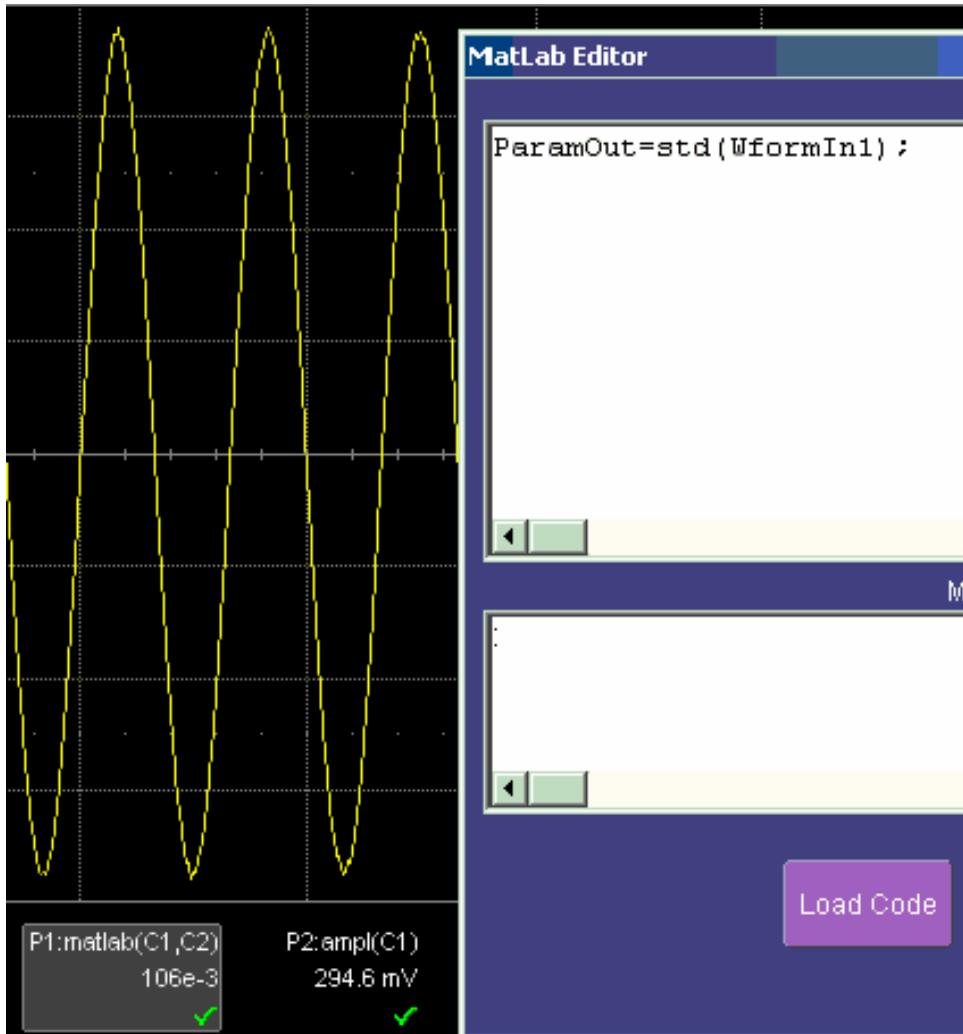 MatLab Editor
ParamOut=std(WformIn1);
M
:
Load Code
P1:matlab(C1,C2)
106e-3
P2:ampl(C1)
294.6 mV